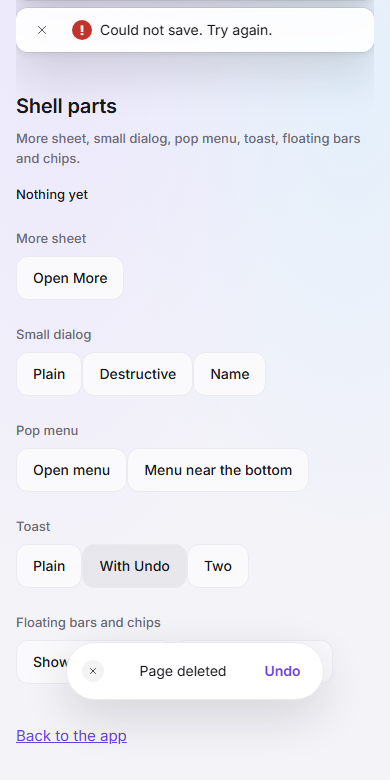 Could not save. Try again.
Shell parts
More sheet, small dialog, pop menu, toast, floating bars
and chips.
Nothing yet
More sheet
Open More
Small dialog
Plain Destructive Name
Pop menu
Open menu Menu near the bottom
Toast
Plain With Undo Two
Floating bars and chips
Show
Page deleted Undo
Back to the app